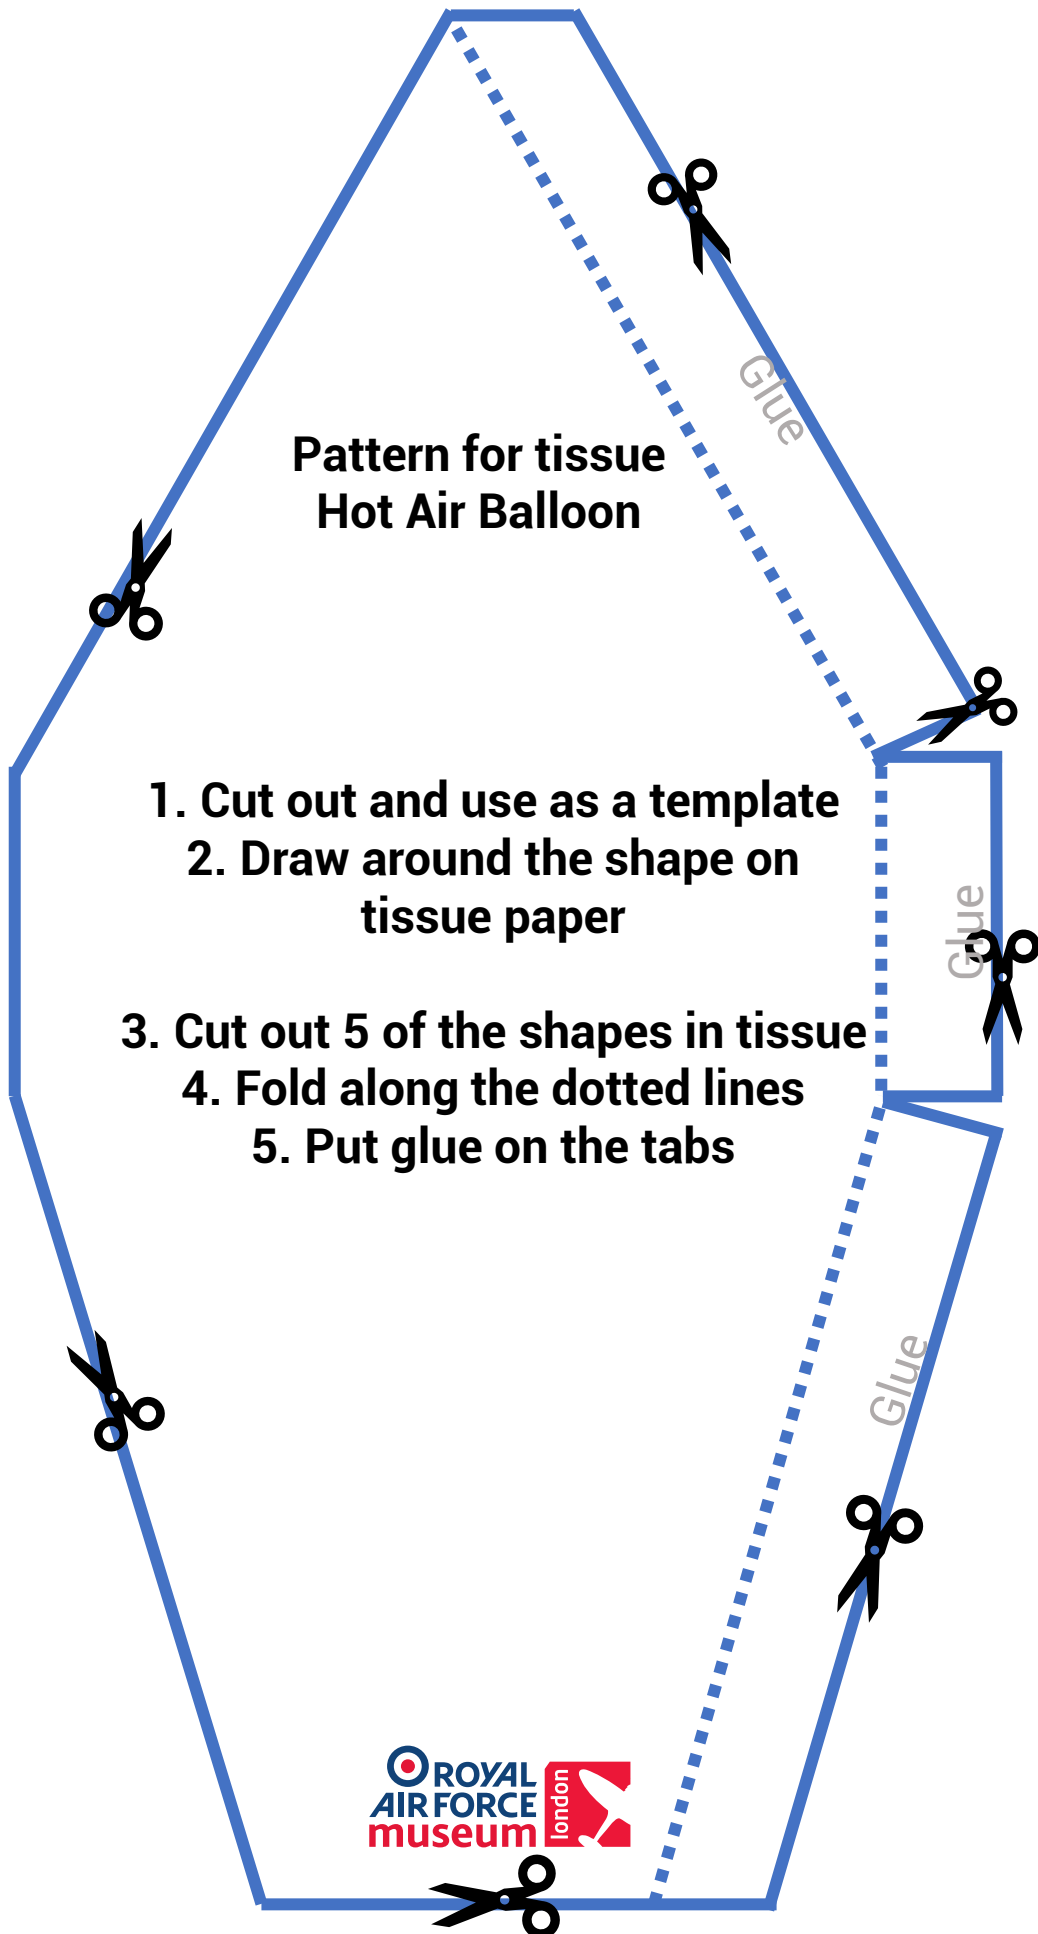 Glue
Pattern for tissue
Hot Air Balloon
1. Cut out and use as a template
2. Draw around the shape on
tissue paper
Glue
3. Cut out 5 of the shapes in tissue
4. Fold along the dotted lines
5. Put glue on the tabs
Glue
ROYAL
AIR FORCE
museum
london